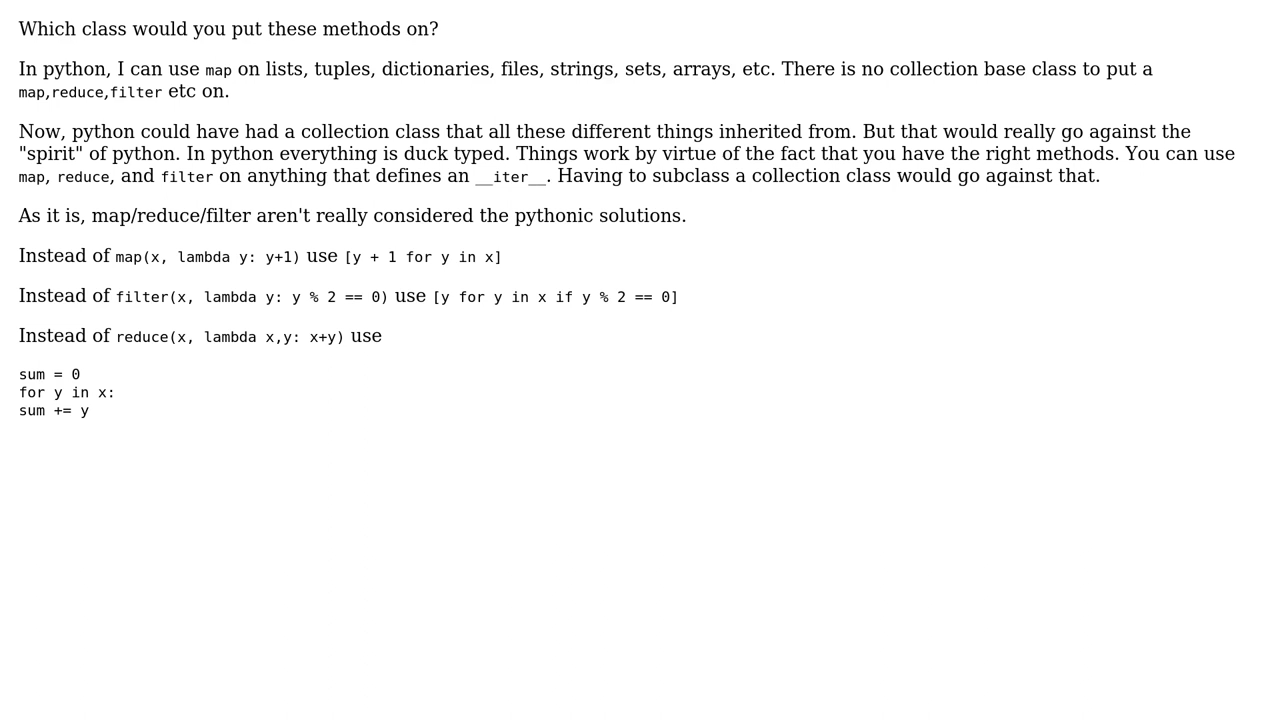 Which class would you put these methods on?
In python, I can use map on lists, tuples, dictionaries, files, strings, sets, arrays, etc. There is no collection base class to put a
map,reduce,filter etc on.
Now, python could have had a collection class that all these different things inherited from. But that would really go against the
"spirit" of python. In python everything is duck typed. Things work by virtue of the fact that you have the right methods. You can use
map, reduce, and filter on anything that defines an __iter__. Having to subclass a collection class would go against that.
As it is, map/reduce/filter aren't really considered the pythonic solutions.
Instead of map(x, lambda y: y+1) use [y + 1 for y in x]
Instead of filter(x, lambda y: y % 2 == 0) use [y for y in x if y % 2 == 0]
Instead of reduce(x, lambda x,y: x+y) use
sum = 0
for y in x:
sum += y